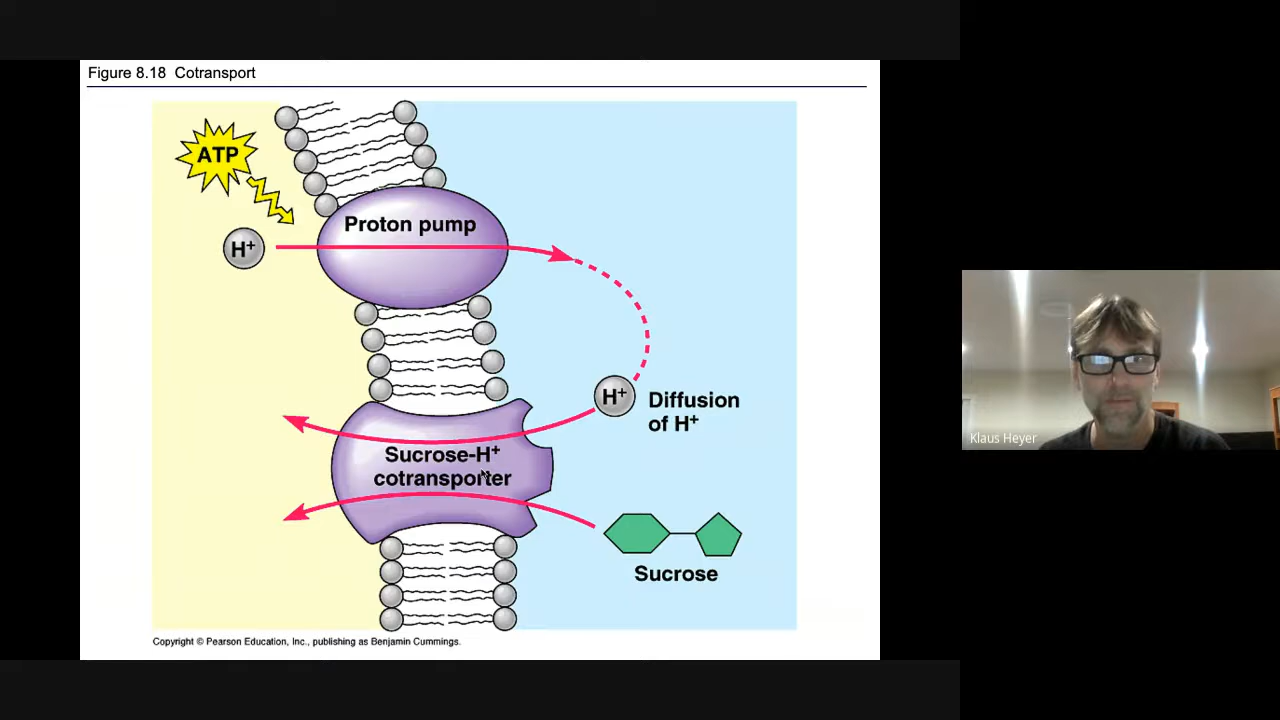 Figure 8.18 Cotransport
ATP
Proton pump
H+
H+
Diffusion
of H+
Sucrose-H+
cotransporter
Sucrose
Copyright © Pearson Education, Inc., publishing as Benjamin Cummings.
Klaus Heyer